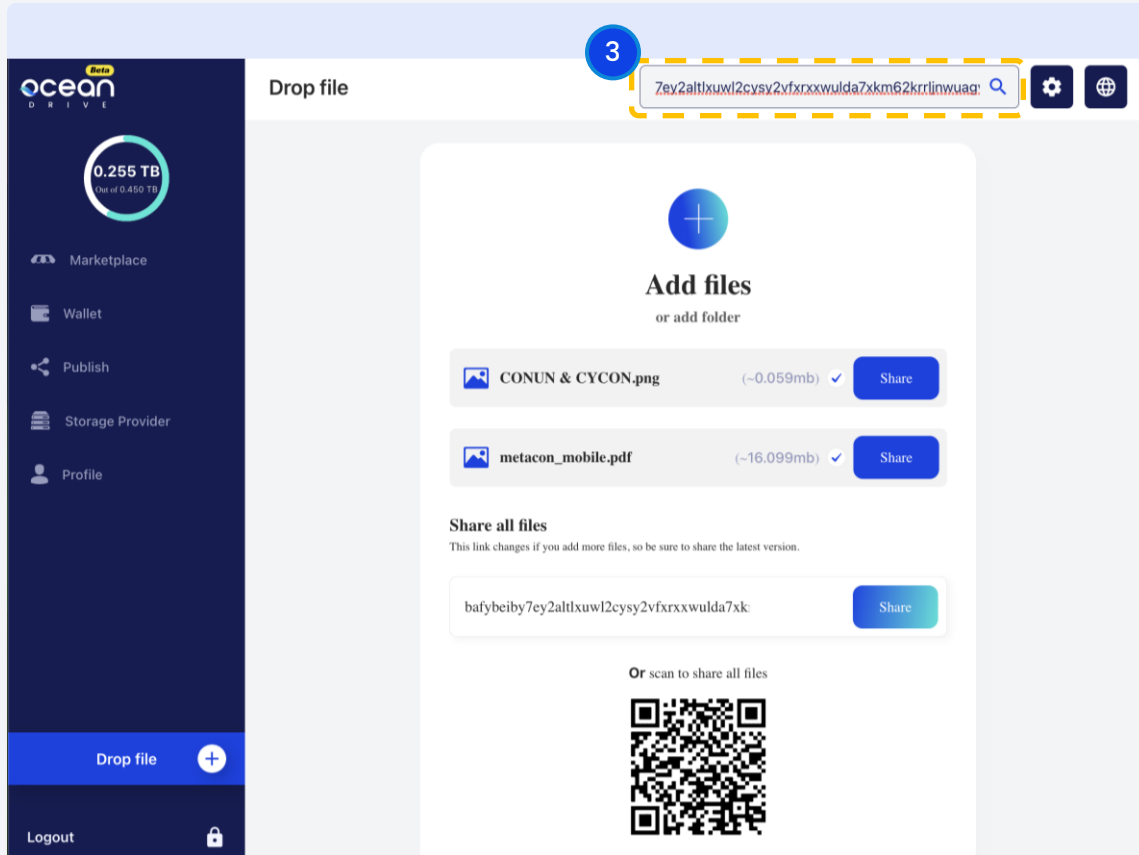 3
Beta
ocean
DRIVE
Drop file
7ey2altlxuwl2cysy2vfxrxxwulda7xkm62krrljnwuag
0.255 TB
Out of 0.450 TB
Marketplace
Wallet
Publish
Storage Provider
Profile
Drop file
Logout
Add files
or add folder
CONUN & CYCON.png (~0.059mb) Share
metacon_mobile.pdf (~16.099mb) Share
Share all files
This link changes if you add more files, so be sure to share the latest version.
bafybeiby7ey2altlxuwl2cysy2vfxrxxwulda7xk Share
Or scan to share all files